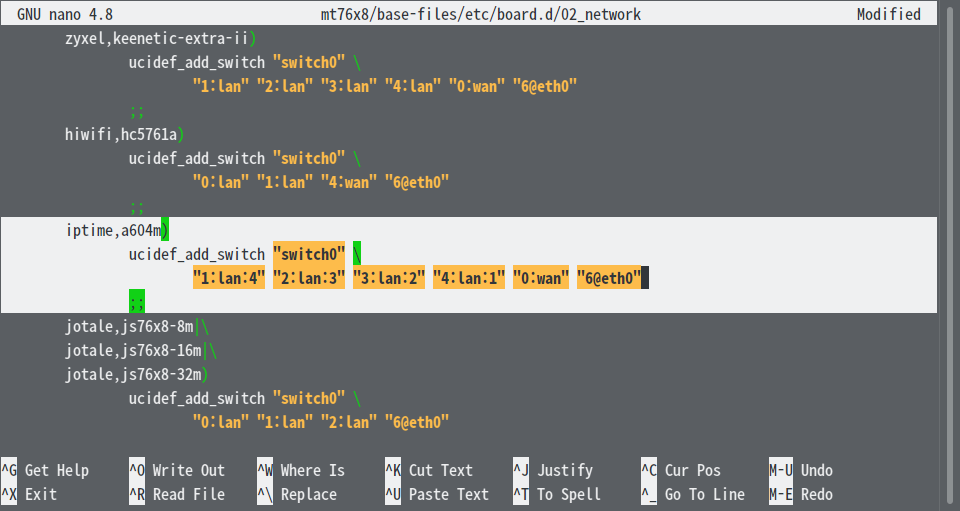 GNU nano 4.8 mt76x8/base-files/etc/board.d/02_network Modified
zyxel,keenetic-extra-ii)
ucidef_add_switch "switch0" \
"1:lan" "2:lan" "3:lan" "4:lan" "0:wan" "6@eth0"
;;
hiwifi,hc5761a)
ucidef_add_switch "switch0" \
"0:lan" "1:lan" "4:wan" "6@eth0"
;;
iptime,a604m)
ucidef_add_switch "switch0" \
"1:lan:4" "2:lan:3" "3:lan:2" "4:lan:1" "0:wan" "6@eth0"
;;
jotale,js76x8-8m|\
jotale,js76x8-16m|\
jotale,js76x8-32m)
ucidef_add_switch "switch0" \
"0:lan" "1:lan" "2:lan" "6@eth0"
^G Get Help ^O Write Out ^W Where Is ^K Cut Text ^J Justify ^C Cur Pos M-U Undo
^X Exit ^R Read File ^\ Replace ^U Paste Text ^T To Spell ^_ Go To Line M-E Redo